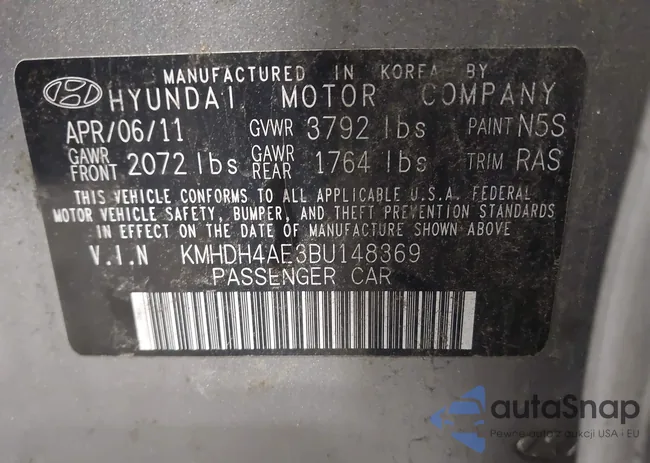 MANUFACTURED IN KOREA BY
HYUNDAI MOTOR COMPANY
APR/06/11 GVWR 3792 lbs PAINT N5S
GAWR FRONT 2072 lbs GAWR REAR 1764 lbs TRIM RAS
THIS VEHICLE CONFORMS TO ALL APPLICABLE U.S.A. FEDERAL
MOTOR VEHICLE SAFETY, BUMPER, AND THEFT PREVENTION STANDARDS
IN EFFECT ON THE DATE OF MANUFACTURE SHOWN ABOVE
V.I.N KMHDH4AE3BU148369
PASSENGER CAR
autaSnap
Pewne auta z aukcji USA i EU